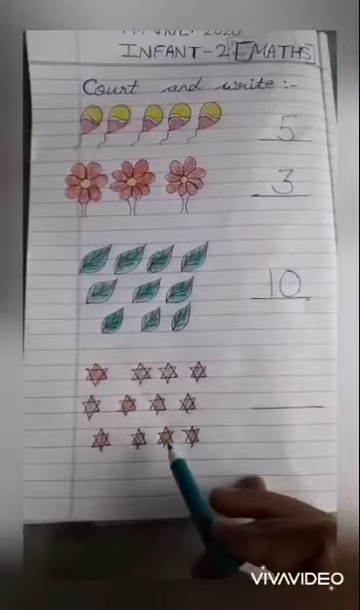 INFANT-2 MATHS
Count and write :-
5
3
10
VIVAVIDEO